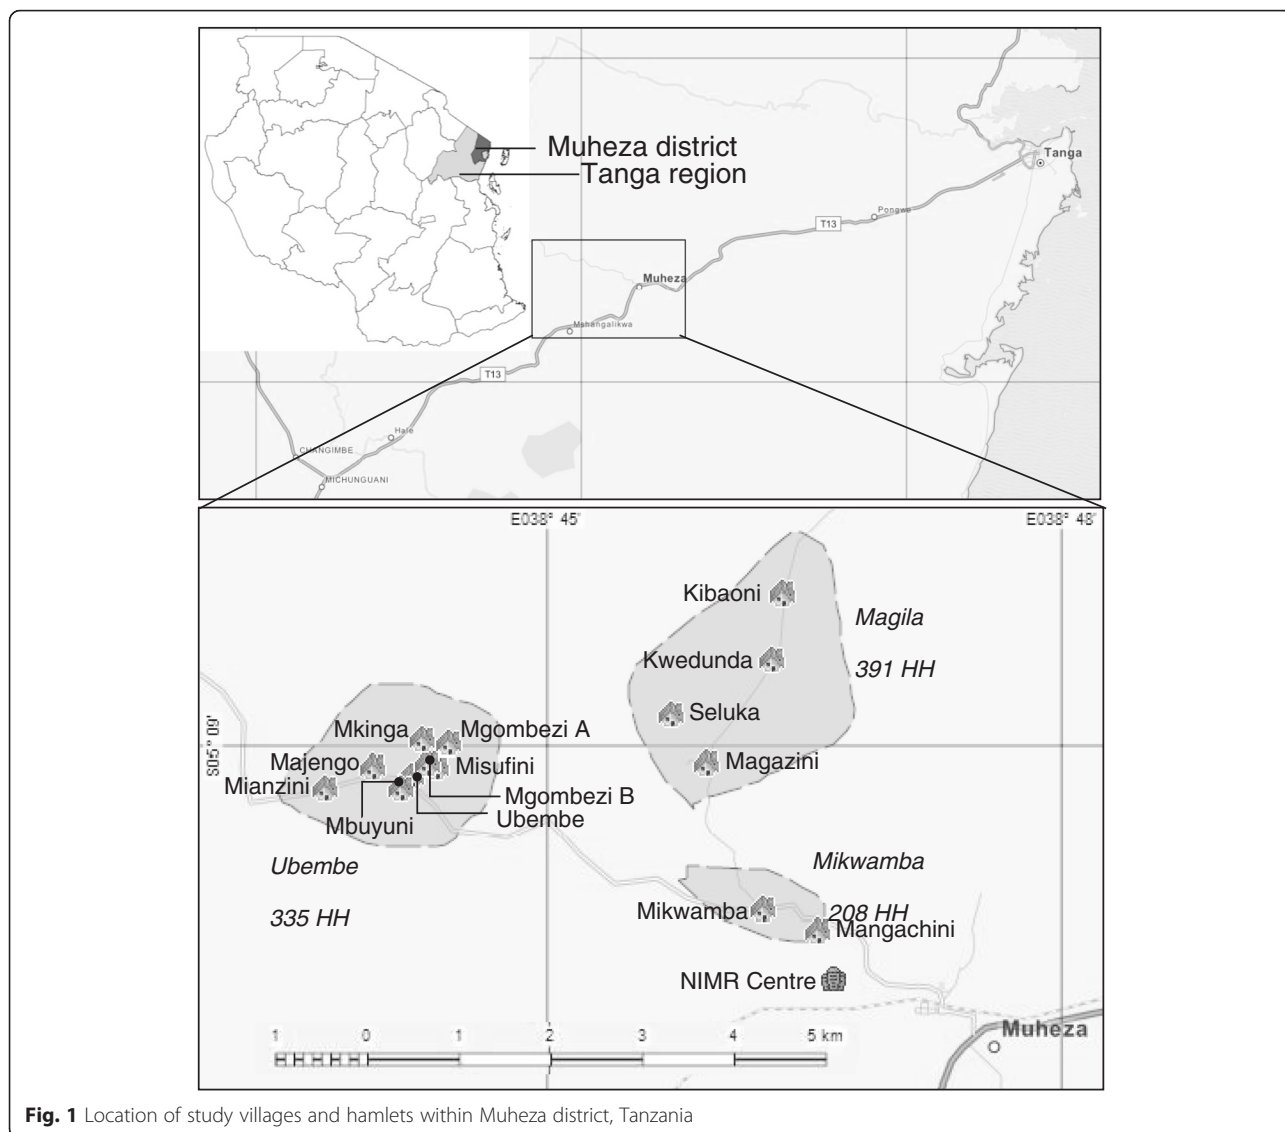 Muheza district
Tanga region
Tanga
Pongwe
T13
Muheza
Mshangalikwa
T13
Hale
CHANGIMBE
MICHUNGUANI
E038° 45'
E038° 48'
Kibaoni
Magila
Kwedunda
391 HH
Seluka
S05° 09'
Mkinga
Mgombezi A
Majengo
Misufini
Magazini
Mianzini
Mgombezi B
Mbuyuni
Ubembe
Ubembe
Mikwamba
335 HH
Mikwamba
208 HH
Mangachini
NIMR Centre
Muheza
1 0 1 2 3 4 5 km
Fig. 1 Location of study villages and hamlets within Muheza district, Tanzania